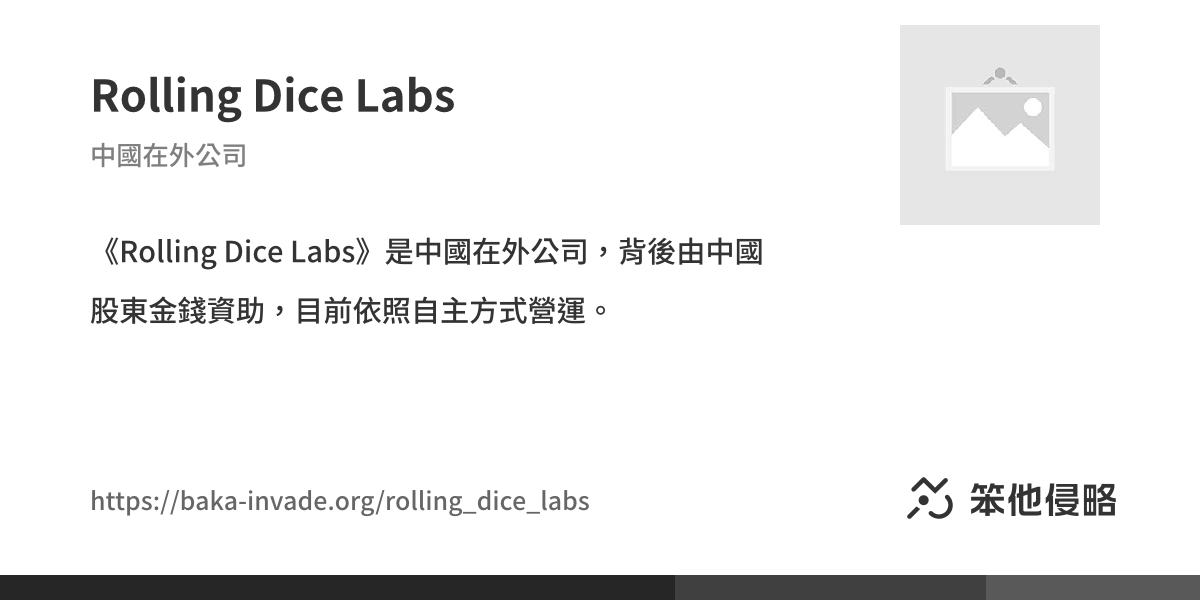 Rolling Dice Labs
中國在外公司
《Rolling Dice Labs》是中國在外公司，背後由中國
股東金錢資助，目前依照自主方式營運。
https://baka-invade.org/rolling_dice_labs
笨他侵略